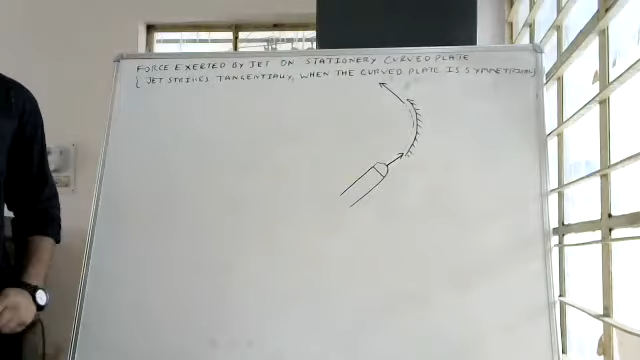 FORCE EXERTED BY JET ON STATIONERY CURVED PLATE
( JET STRIKES TANGENTIALLY, WHEN THE CURVED PLATE IS SYMMETRICAL)